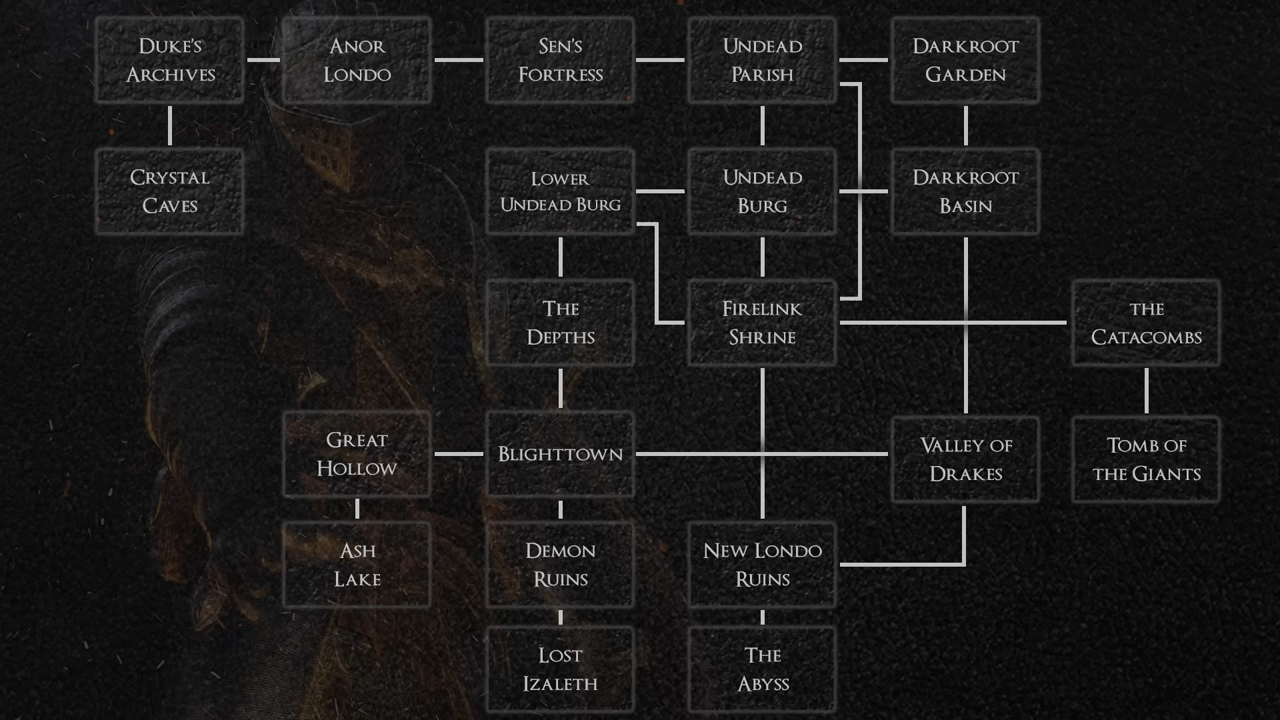 DUKE'S
ARCHIVES
ANOR
LONDO
SEN'S
FORTRESS
UNDEAD
PARISH
DARKROOT
GARDEN
CRYSTAL
CAVES
LOWER
UNDEAD BURG
UNDEAD
BURG
DARKROOT
BASIN
THE
DEPTHS
FIRELINK
SHRINE
THE
CATACOMBS
GREAT
HOLLOW
BLIGHTTOWN
VALLEY OF
DRAKES
TOMB OF
THE GIANTS
ASH
LAKE
DEMON
RUINS
NEW LONDO
RUINS
LOST
IZALETH
THE
ABYSS